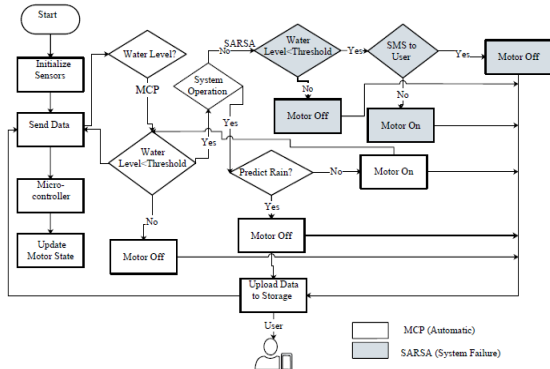 Start
Initialize
Sensors
Send Data
Micro-
controller
Update
Motor State
Water Level?
MCP
Water
Level<Threshold
Yes
No
Motor Off
System
Operation
No
SARSA
Yes
Water
Level<Threshold
Yes
No
Motor Off
SMS to
User
Yes
Motor Off
No
Motor On
Predict Rain?
No
Motor On
Yes
Motor Off
Upload Data
to Storage
User
MCP (Automatic)
SARSA (System Failure)